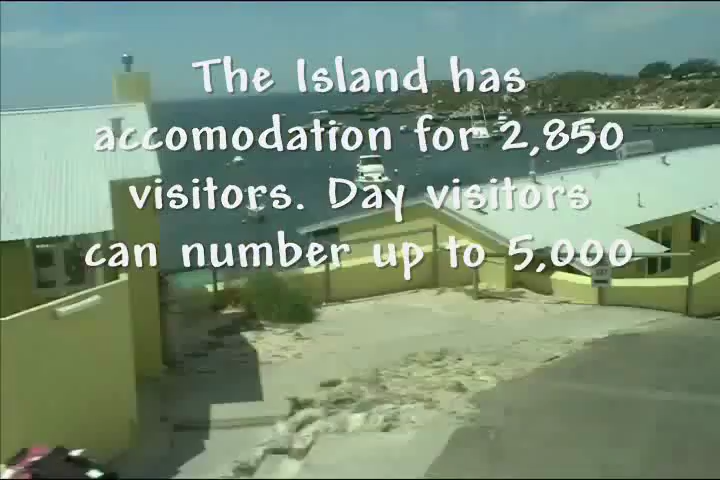 The Island has
accomodation for 2,850
visitors. Day visitors
can number up to 5,000